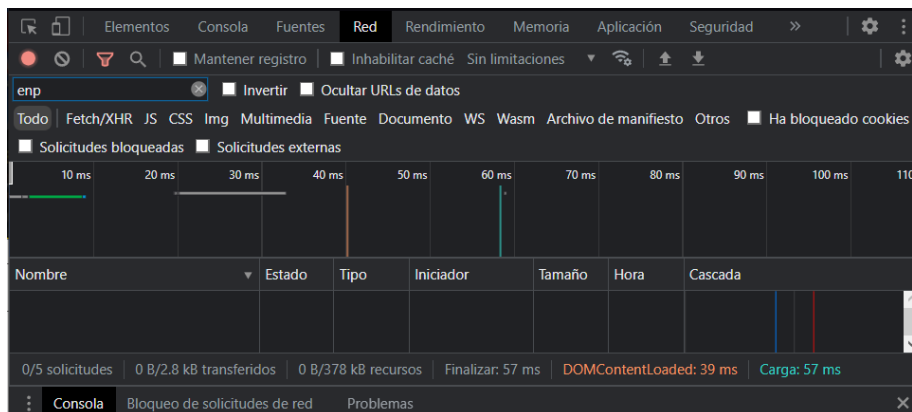 Elementos Consola Fuentes Red Rendimiento Memoria Aplicación Seguridad »
Mantener registro Inhabilitar caché Sin limitaciones
enp Invertir Ocultar URLs de datos
Todo Fetch/XHR JS CSS Img Multimedia Fuente Documento WS Wasm Archivo de manifiesto Otros Ha bloqueado cookies
Solicitudes bloqueadas Solicitudes externas
10 ms 20 ms 30 ms 40 ms 50 ms 60 ms 70 ms 80 ms 90 ms 100 ms 110
Nombre Estado Tipo Iniciador Tamaño Hora Cascada
0/5 solicitudes 0 B/2.8 kB transferidos 0 B/378 kB recursos Finalizar: 57 ms DOMContentLoaded: 39 ms Carga: 57 ms
Consola Bloqueo de solicitudes de red Problemas